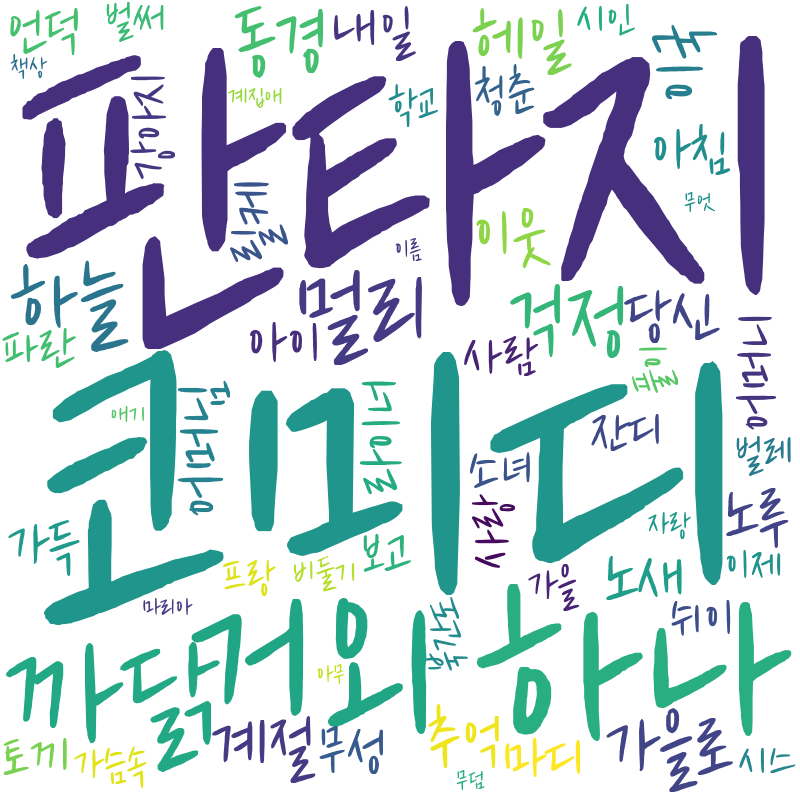 언덕
벌써
동경
내일
헤일
시인
책상
계집애
학교
청춘
판타지
아침
무엇
이웃
이름
하늘
파란
아이
멀리
걱정
당신
사람
코미디
애기
잔디
벌레
소녀
노루
자랑
가득
프랑
비둘기
보고
마리아
가을
노새
이제
쉬이
까닭
거외
하나
아무
토끼
가슴속
계절
무성
추억
마디
가을로
시스
무덤